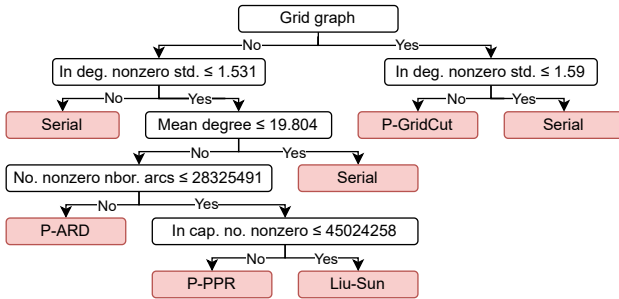 Grid graph
No
Yes
In deg. nonzero std. ≤ 1.531
In deg. nonzero std. ≤ 1.59
No
Yes
No
Yes
Serial
Mean degree ≤ 19.804
P-GridCut
Serial
No
Yes
No. nonzero nbor. arcs ≤ 28325491
Serial
No
Yes
P-ARD
In cap. no. nonzero ≤ 45024258
No
Yes
P-PPR
Liu-Sun